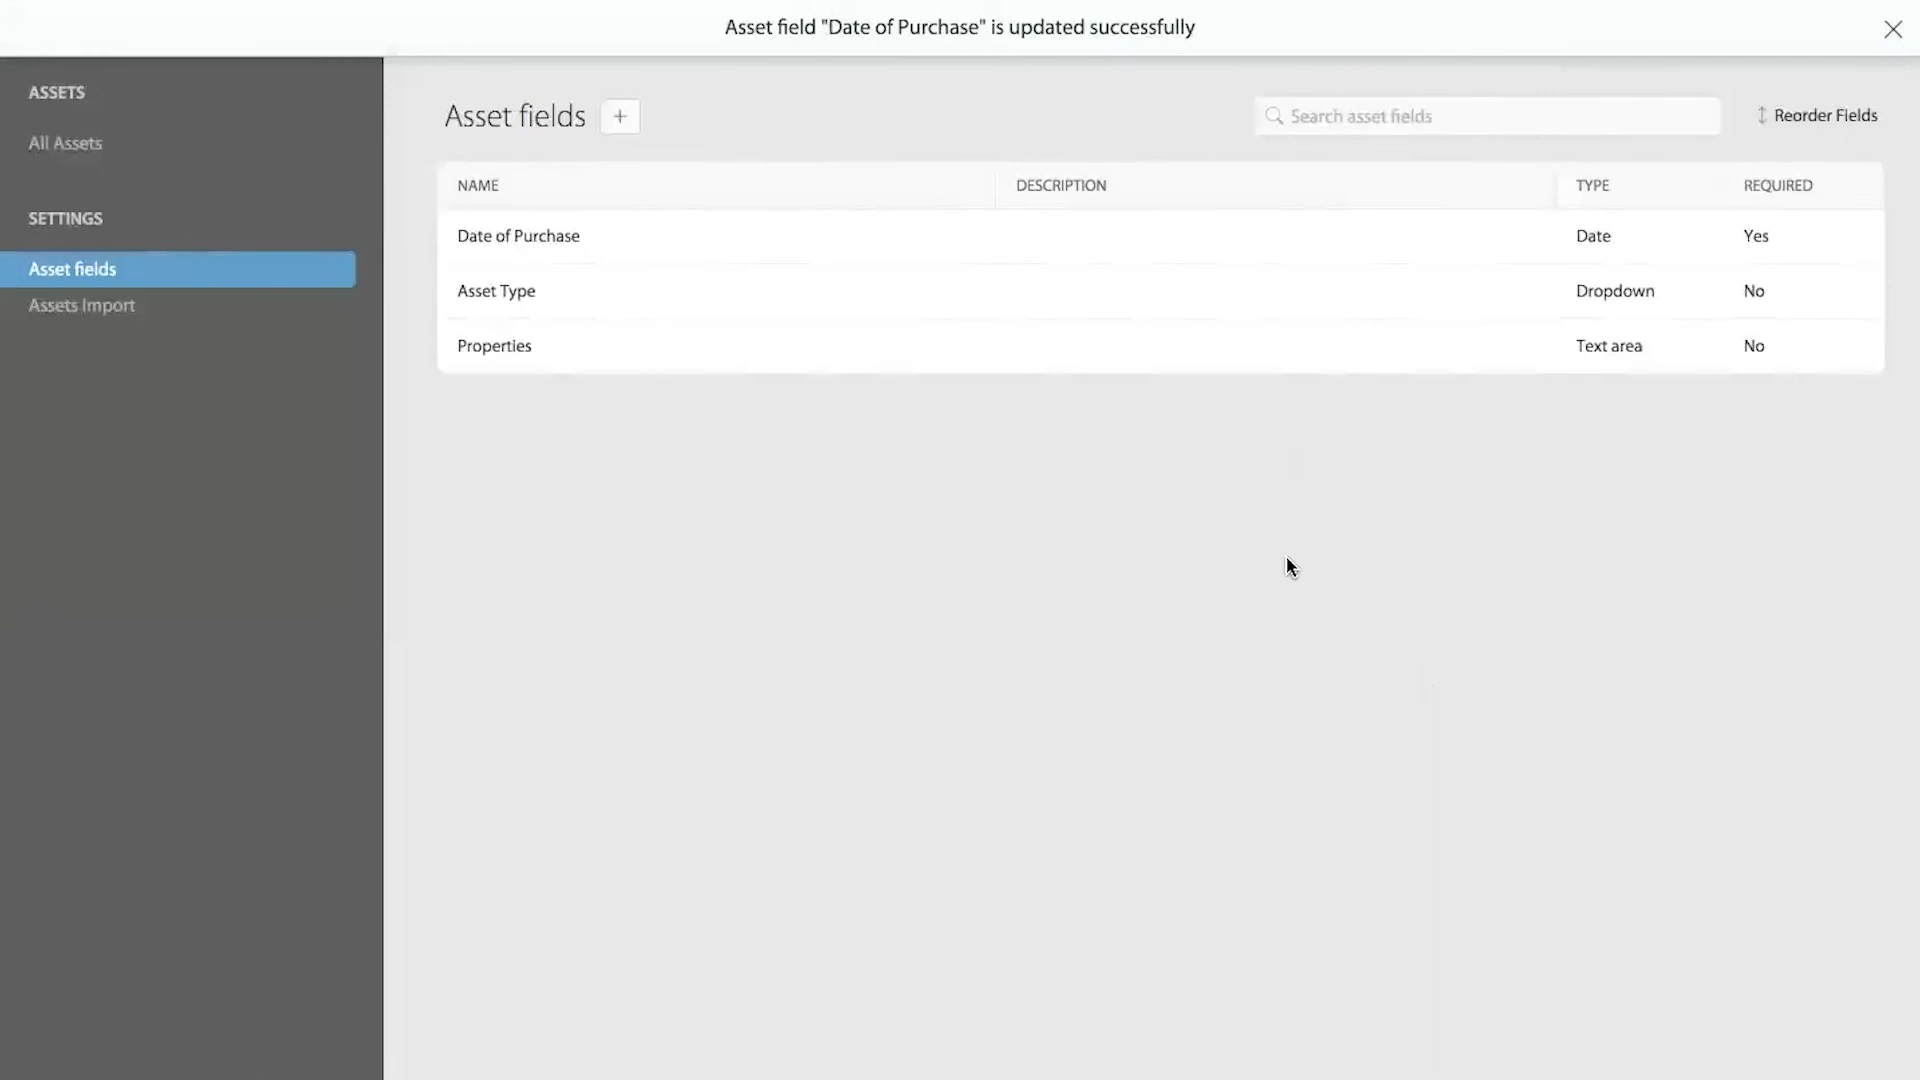 Asset field "Date of Purchase" is updated successfully
ASSETS
All Assets
SETTINGS
Asset fields
Assets Import
Asset fields +
Search asset fields
Reorder Fields
NAME DESCRIPTION TYPE REQUIRED
Date of Purchase Date Yes
Asset Type Dropdown No
Properties Text area No